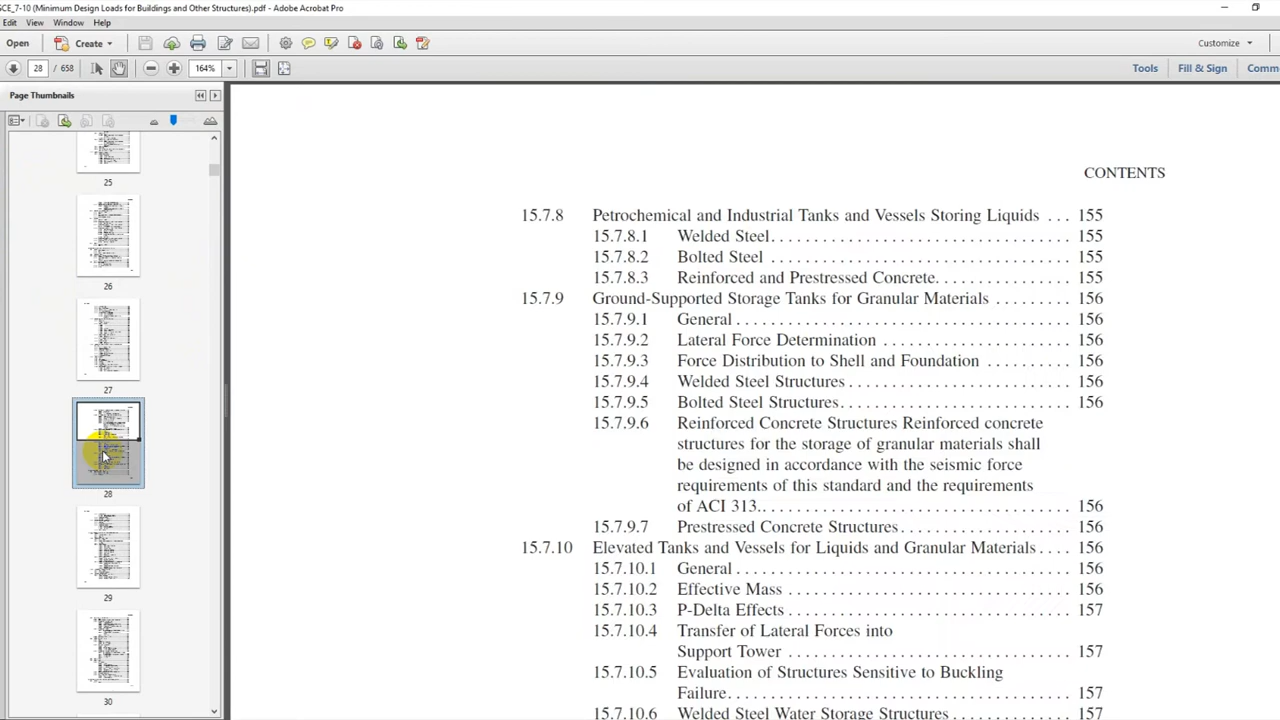 SCE_7-10 (Minimum Design Loads for Buildings and Other Structures).pdf - Adobe Acrobat Pro
Edit View Window Help
Open Create Customize
28 / 658 164% Tools Fill & Sign Comm
Page Thumbnails
25
26
27
28
29
30
CONTENTS
15.7.8 Petrochemical and Industrial Tanks and Vessels Storing Liquids . . . 155
15.7.8.1 Welded Steel. . . . . . . . . . . . . . . . . . . . . . . . . . . . . 155
15.7.8.2 Bolted Steel . . . . . . . . . . . . . . . . . . . . . . . . . . . . . 155
15.7.8.3 Reinforced and Prestressed Concrete. . . . . . . . . . . . . 155
15.7.9 Ground-Supported Storage Tanks for Granular Materials . . . . . . . . 156
15.7.9.1 General . . . . . . . . . . . . . . . . . . . . . . . . . . . . . . . . 156
15.7.9.2 Lateral Force Determination . . . . . . . . . . . . . . . . . . 156
15.7.9.3 Force Distribution to Shell and Foundation . . . . . . . . 156
15.7.9.4 Welded Steel Structures . . . . . . . . . . . . . . . . . . . . . 156
15.7.9.5 Bolted Steel Structures. . . . . . . . . . . . . . . . . . . . . . 156
15.7.9.6 Reinforced Concrete Structures Reinforced concrete
structures for the storage of granular materials shall
be designed in accordance with the seismic force
requirements of this standard and the requirements
of ACI 313.. . . . . . . . . . . . . . . . . . . . . . . . . . . . . . 156
15.7.9.7 Prestressed Concrete Structures. . . . . . . . . . . . . . . . 156
15.7.10 Elevated Tanks and Vessels for Liquids and Granular Materials . . . . 156
15.7.10.1 General . . . . . . . . . . . . . . . . . . . . . . . . . . . . . . . . 156
15.7.10.2 Effective Mass . . . . . . . . . . . . . . . . . . . . . . . . . . . 156
15.7.10.3 P-Delta Effects . . . . . . . . . . . . . . . . . . . . . . . . . . . 157
15.7.10.4 Transfer of Lateral Forces into
Support Tower . . . . . . . . . . . . . . . . . . . . . . . . . . . 157
15.7.10.5 Evaluation of Structures Sensitive to Buckling
Failure. . . . . . . . . . . . . . . . . . . . . . . . . . . . . . . . . 157
15.7.10.6 Welded Steel Water Storage Structures . . . . . . . . . . . 157